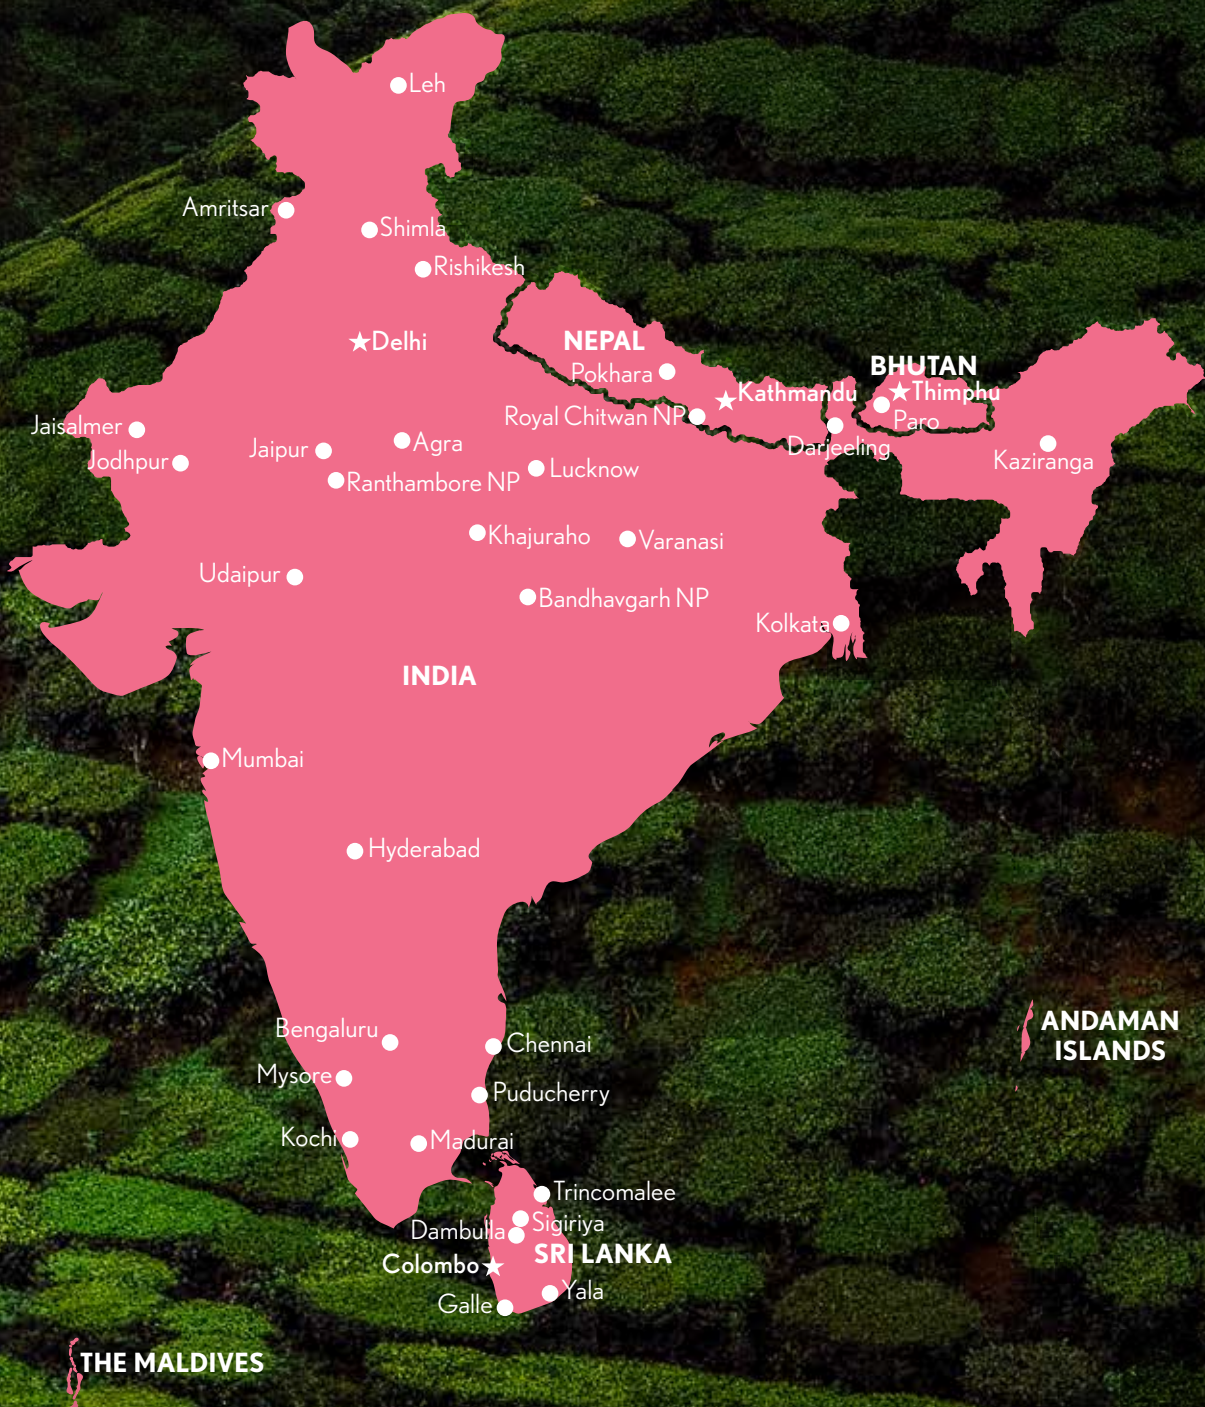 Leh
Amritsar
Shimla
Rishikesh
Delhi
NEPAL
Pokhara
BHUTAN
Kathmandu
Thimphu
Royal Chitwan NP
Paro
Jaisalmer
Jodhpur
Jaipur
Agra
Darjeeling
Kaziranga
Lucknow
Ranthambore NP
Khajuraho
Varanasi
Udaipur
Bandhavgarh NP
Kolkata
INDIA
Mumbai
Hyderabad
ANDAMAN
ISLANDS
Bengaluru
Chennai
Mysore
Puducherry
Kochi
Madurai
Trincomalee
Sigiriya
Dambulla
SRI LANKA
Colombo
Yala
Galle
THE MALDIVES